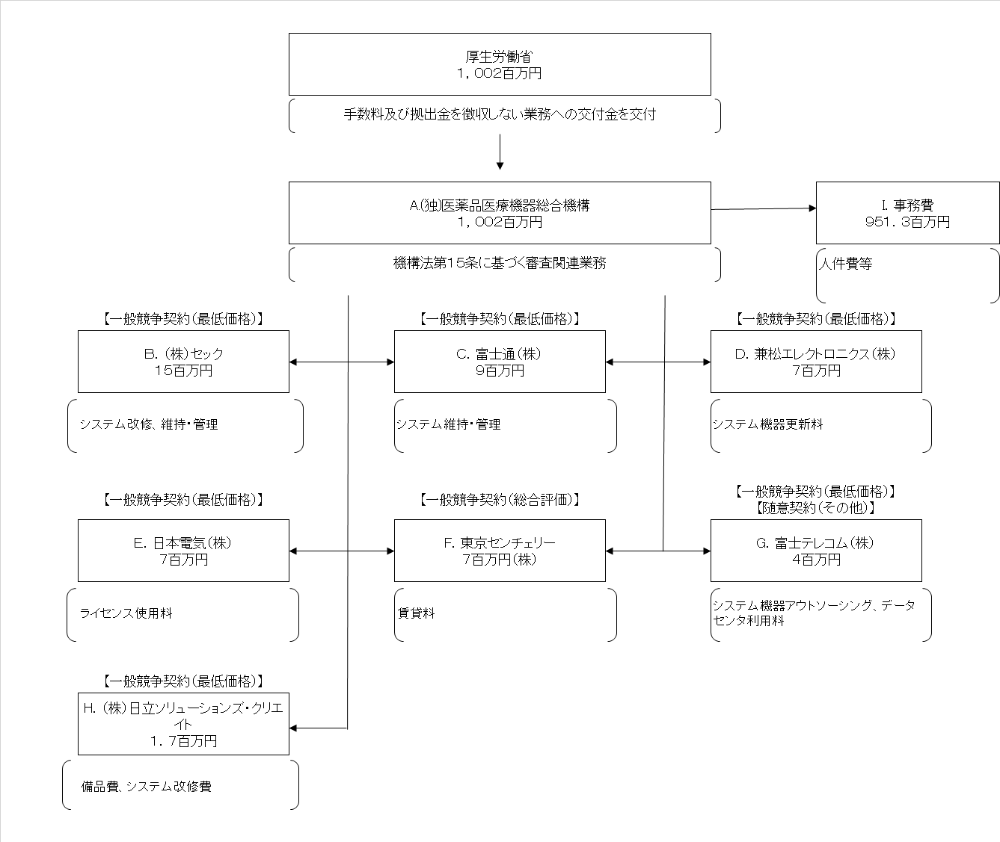 厚生労働省
1,002百万円
手数料及び拠出金を徴収しない業務への交付金を交付
A.(独)医薬品医療機器総合機構
1,002百万円
I.事務費
951.3百万円
機構法第15条に基づく審査関連業務
人件費等
【一般競争契約(最低価格)】
【一般競争契約(最低価格)】
【一般競争契約(最低価格)】
B.(株)セック
15百万円
C.富士通(株)
9百万円
D.兼松エレクトロニクス(株)
7百万円
システム改修、維持・管理
システム維持・管理
システム機器更新料
【一般競争契約(最低価格)】
【一般競争契約(総合評価)】
【一般競争契約(最低価格)】
【随意契約(その他)】
E.日本電気(株)
7百万円
F.東京センチェリー
7百万円(株)
G.富士テレコム(株)
4百万円
ライセンス使用料
賃貸料
システム機器アウトソーシング、データ
センタ利用料
【一般競争契約(最低価格)】
H.(株)日立ソリューションズ・クリエ
イト
1.7百万円
備品費、システム改修費